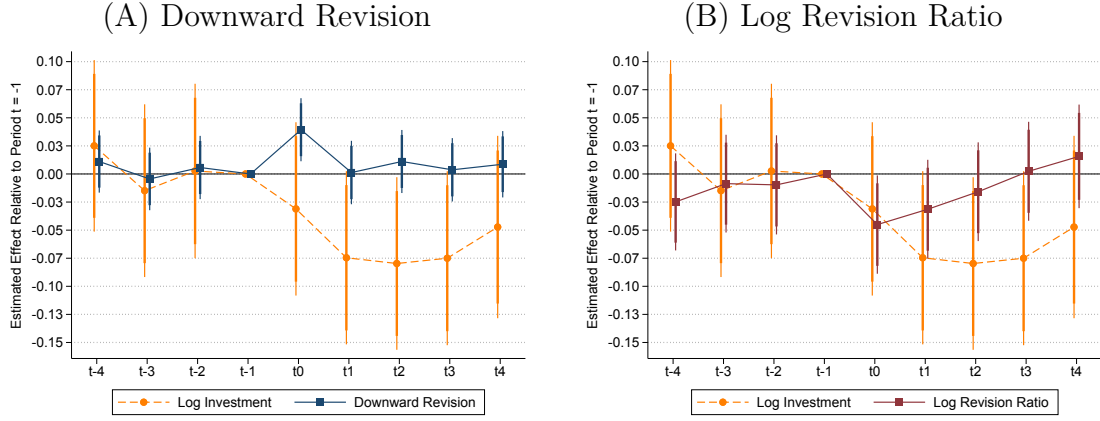 (A) Downward Revision
Estimated Effect Relative to Period t = -1
0.10
0.07
0.05
0.03
0.00
-0.03
-0.05
-0.07
-0.10
-0.13
-0.15
t-4 t-3 t-2 t-1 t0 t1 t2 t3 t4
Log Investment Downward Revision
(B) Log Revision Ratio
Estimated Effect Relative to Period t = -1
0.10
0.07
0.05
0.03
0.00
-0.03
-0.05
-0.07
-0.10
-0.13
-0.15
t-4 t-3 t-2 t-1 t0 t1 t2 t3 t4
Log Investment Log Revision Ratio